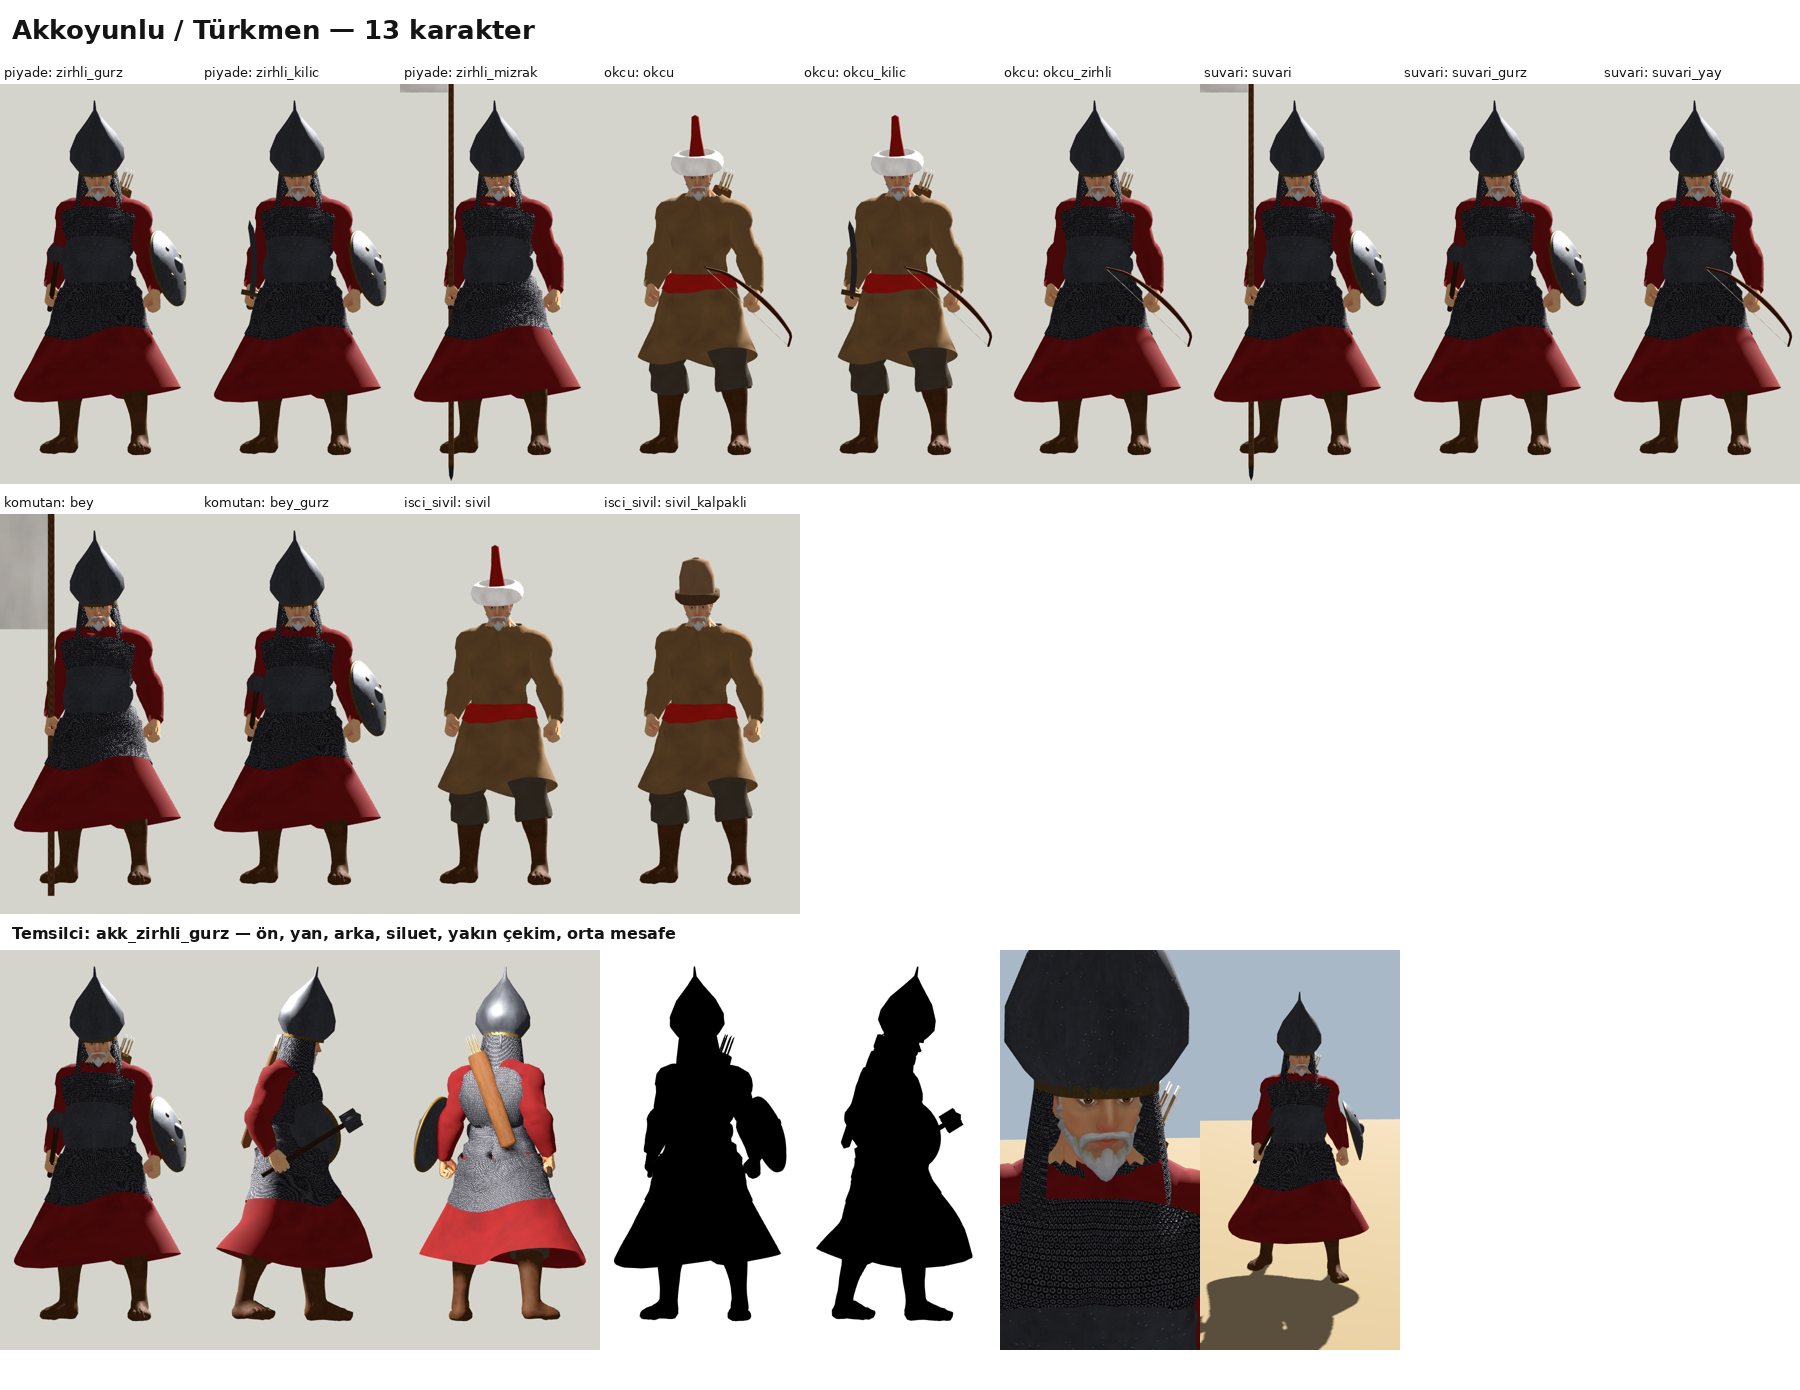 Akkoyunlu / Türkmen — 13 karakter
piyade: zirhli_gurz
piyade: zirhli_kilic
piyade: zirhli_mizrak
okcu: okcu
okcu: okcu_kilic
okcu: okcu_zirhli
suvari: suvari
suvari: suvari_gurz
suvari: suvari_yay
komutan: bey
komutan: bey_gurz
isci_sivil: sivil
isci_sivil: sivil_kalpakli
Temsilci: akk_zirhli_gurz — ön, yan, arka, siluet, yakın çekim, orta mesafe